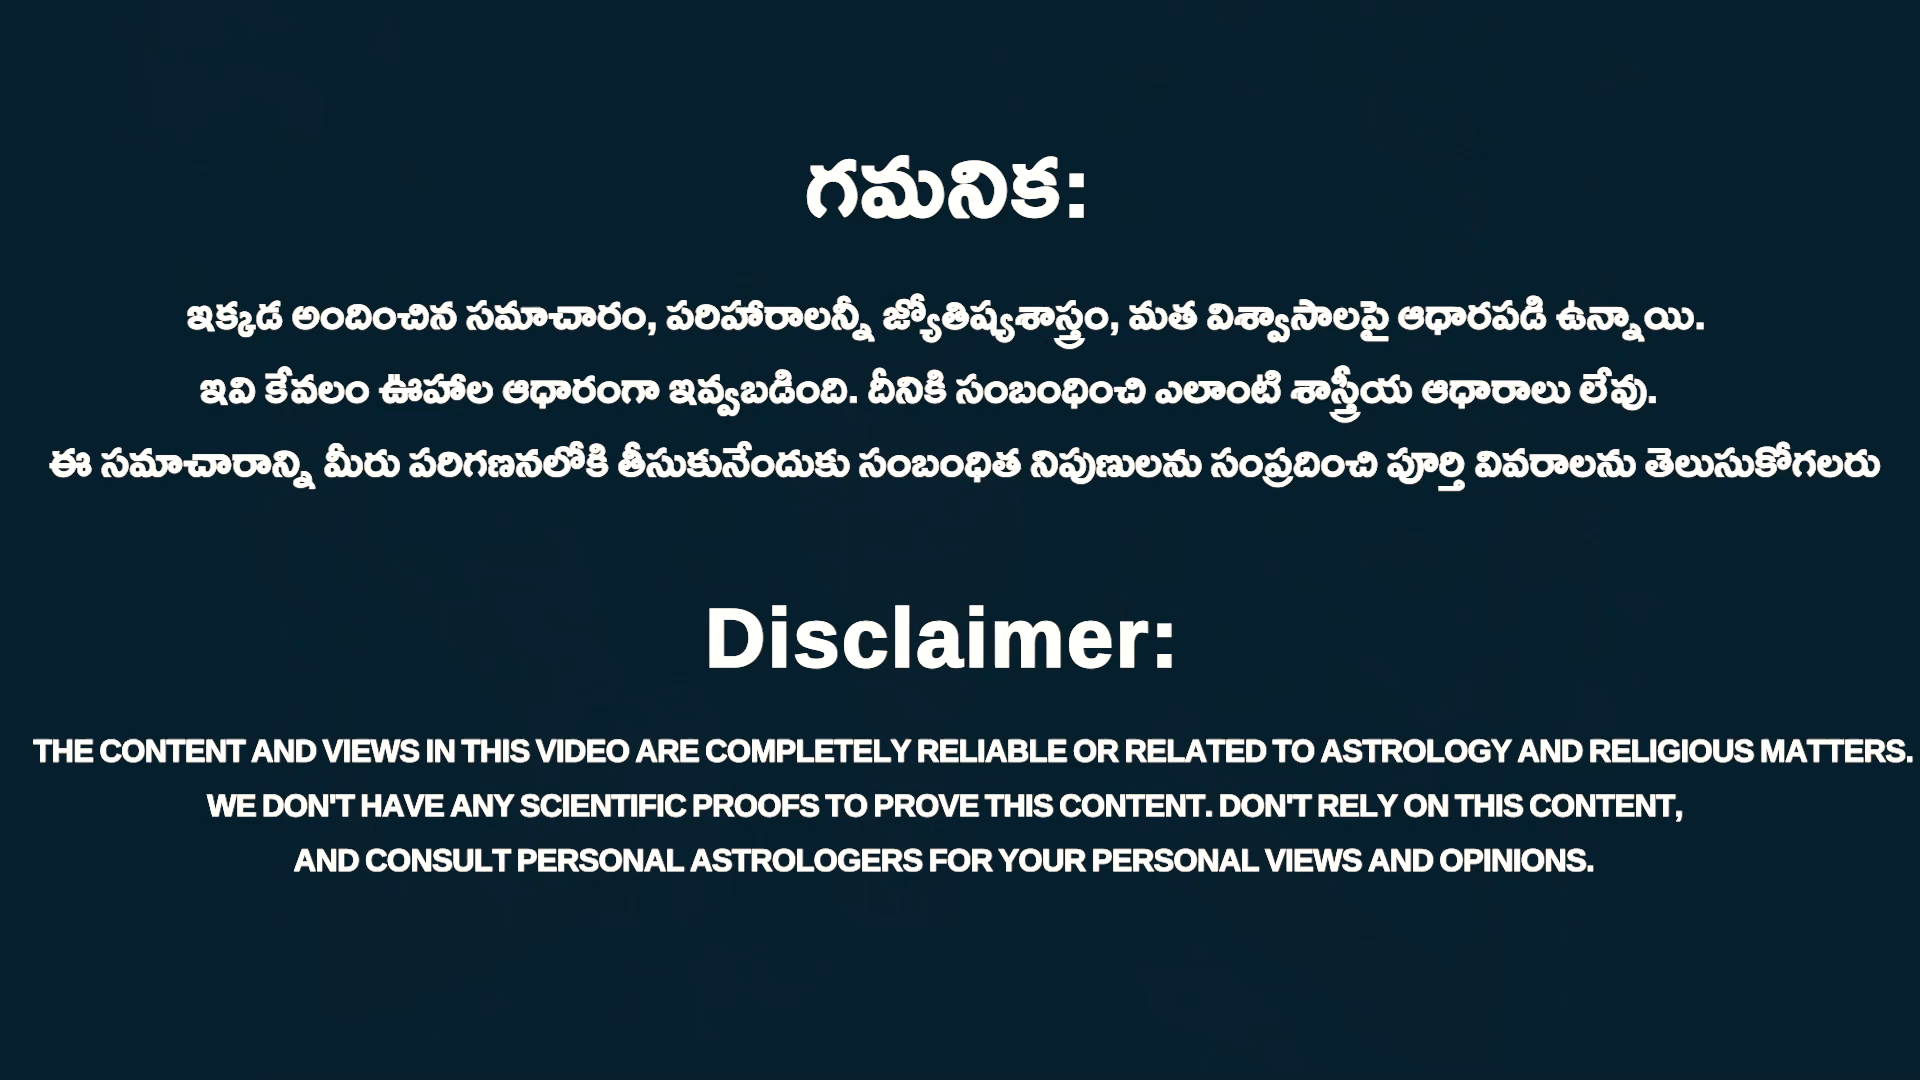 గమనిక:
ఇక్కడ అందించిన సమాచారం, పరిహారాలన్నీ జ్యోతిష్యశాస్త్రం, మత విశ్వాసాలపై ఆధారపడి ఉన్నాయి.
ఇవి కేవలం ఊహల ఆధారంగా ఇవ్వబడింది. దీనికి సంబంధించి ఎలాంటి శాస్త్రీయ ఆధారాలు లేవు.
ఈ సమాచారాన్ని మీరు పరిగణనలోకి తీసుకునేందుకు సంబంధిత నిపుణులను సంప్రదించి పూర్తి వివరాలను తెలుసుకోగలరు
Disclaimer:
THE CONTENT AND VIEWS IN THIS VIDEO ARE COMPLETELY RELIABLE OR RELATED TO ASTROLOGY AND RELIGIOUS MATTERS.
WE DON'T HAVE ANY SCIENTIFIC PROOFS TO PROVE THIS CONTENT. DON'T RELY ON THIS CONTENT,
AND CONSULT PERSONAL ASTROLOGERS FOR YOUR PERSONAL VIEWS AND OPINIONS.